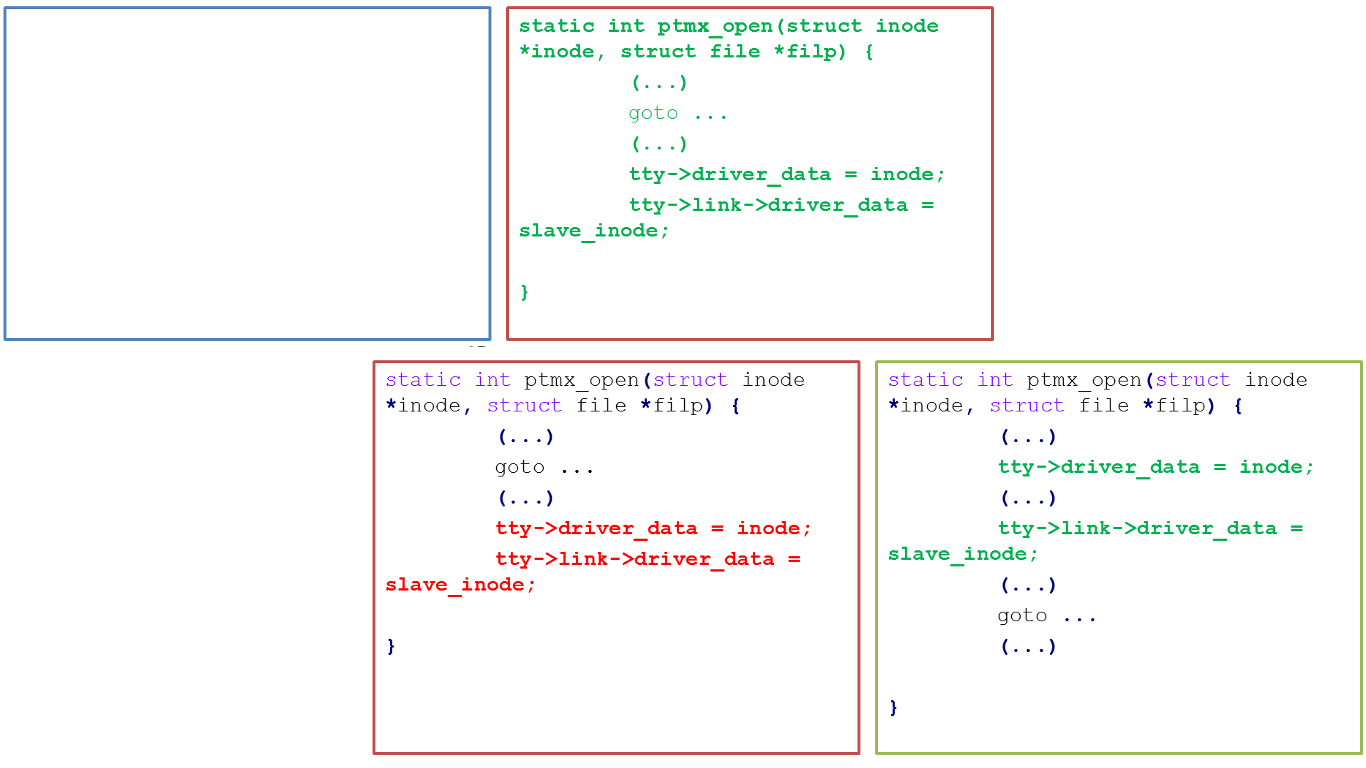 static int ptmx_open(struct inode
*inode, struct file *filp) {
(...)
goto ...
(...)
tty->driver_data = inode;
tty->link->driver_data =
slave_inode;
}
static int ptmx_open(struct inode
*inode, struct file *filp) {
(...)
goto ...
(...)
tty->driver_data = inode;
tty->link->driver_data =
slave_inode;
}
static int ptmx_open(struct inode
*inode, struct file *filp) {
(...)
tty->driver_data = inode;
(...)
tty->link->driver_data =
slave_inode;
(...)
goto ...
(...)
}